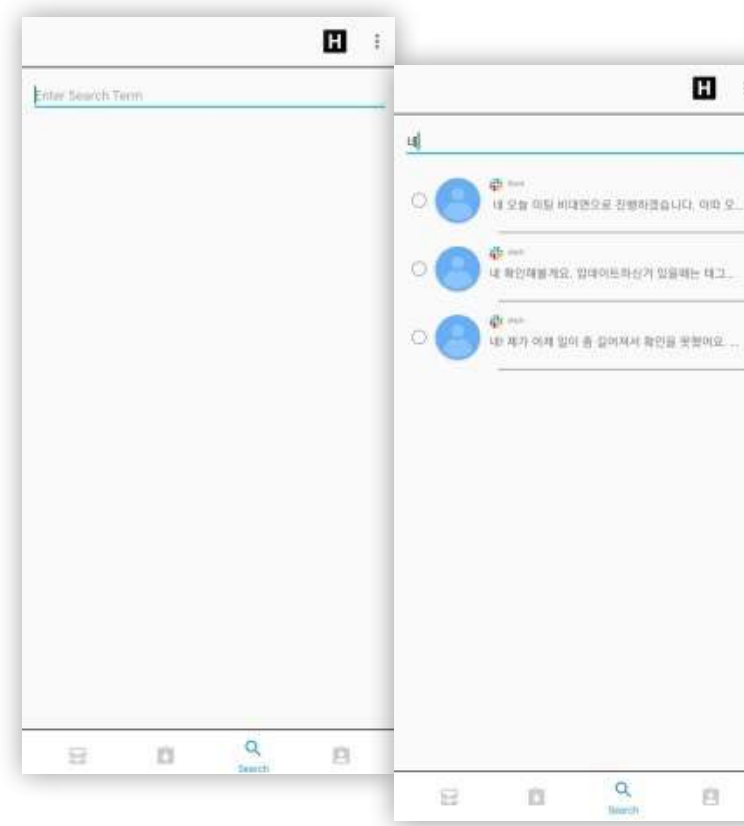 H
Enter Search Term
Search
H
네
네 오늘 미팅 비대면으로 진행하겠습니다. 이따 오...
네 확인해볼게요. 업데이트하신거 있을때는 태그...
네! 제가 어제 일이 좀 길어져서 확인을 못했어요. ...
Search